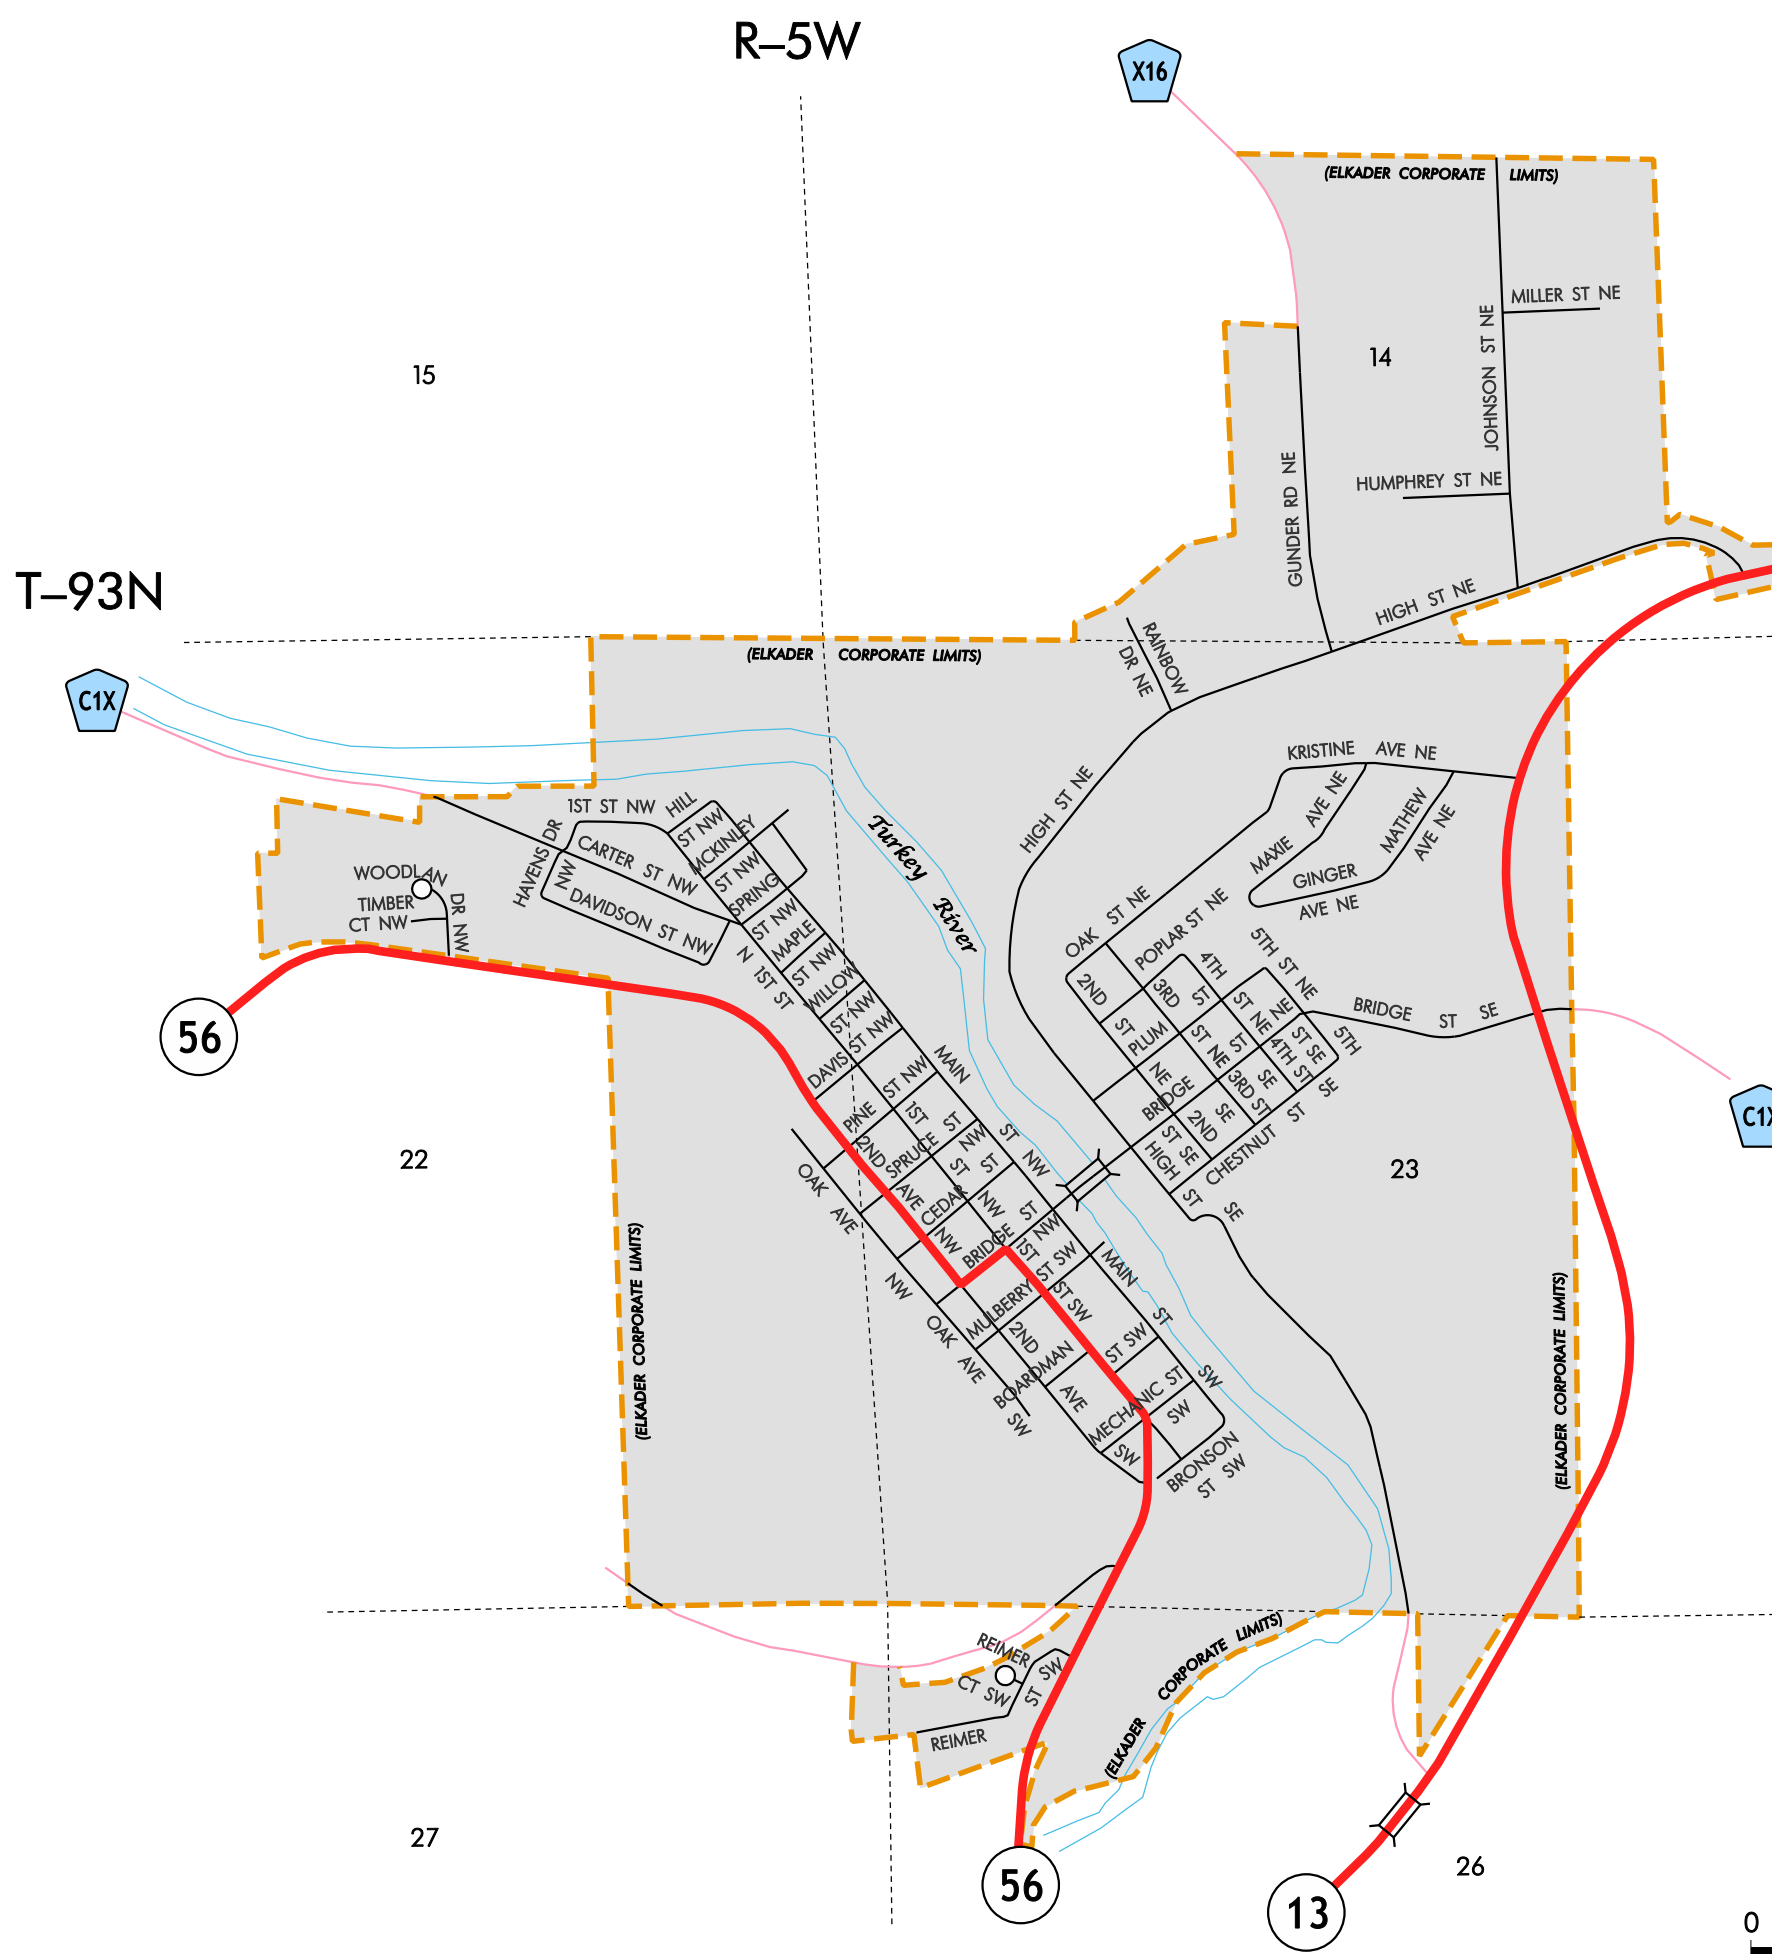 R–5W
X16
(ELKADER CORPORATE LIMITS)
MILLER ST NE
JOHNSON ST NE
14
15
HUMPHREY ST NE
GUNDER RD NE
T–93N
HIGH ST NE
RAINBOW
DR NE
(ELKADER CORPORATE LIMITS)
C1X
KRISTINE AVE NE
HIGH ST NE
MAXIE AVE NE
MATHEW
AVE NE
GINGER
AVE NE
1ST ST NW
HILL
ST NW
MCKINLEY
ST NW
HAVENS DR
NW
CARTER ST NW
DAVIDSON ST NW
SPRING
ST NW
MAPLE
ST NW
WILLOW
ST NW
N 1ST ST
WOODLAN
DR NW
TIMBER
CT NW
Turkey
River
OAK ST NE
POPLAR ST NE
2ND ST NE
3RD ST NE
4TH ST NE
5TH ST NE
PLUM ST NE
BRIDGE ST SE
56
DAVIS ST NW
MAIN ST NW
PINE ST NW
1ST ST NW
2ND AVE NW
SPRUCE ST NW
CEDAR ST NW
BRIDGE ST NW
OAK AVE NW
BRIDGE SE
ST SE
5TH
4TH ST SE
3RD ST SE
2ND ST SE
HIGH ST SE
CHESTNUT ST SE
C1X
22
23
1ST ST SW
MULBERRY ST SW
MAIN ST SW
OAK AVE SW
2ND AVE SW
BOARDMAN ST SW
MECHANIC ST SW
BRONSON
ST SW
(ELKADER CORPORATE LIMITS)
(ELKADER CORPORATE LIMITS)
REIMER
CT SW
REIMER ST SW
(ELKADER CORPORATE LIMITS)
27
26
56
13
0